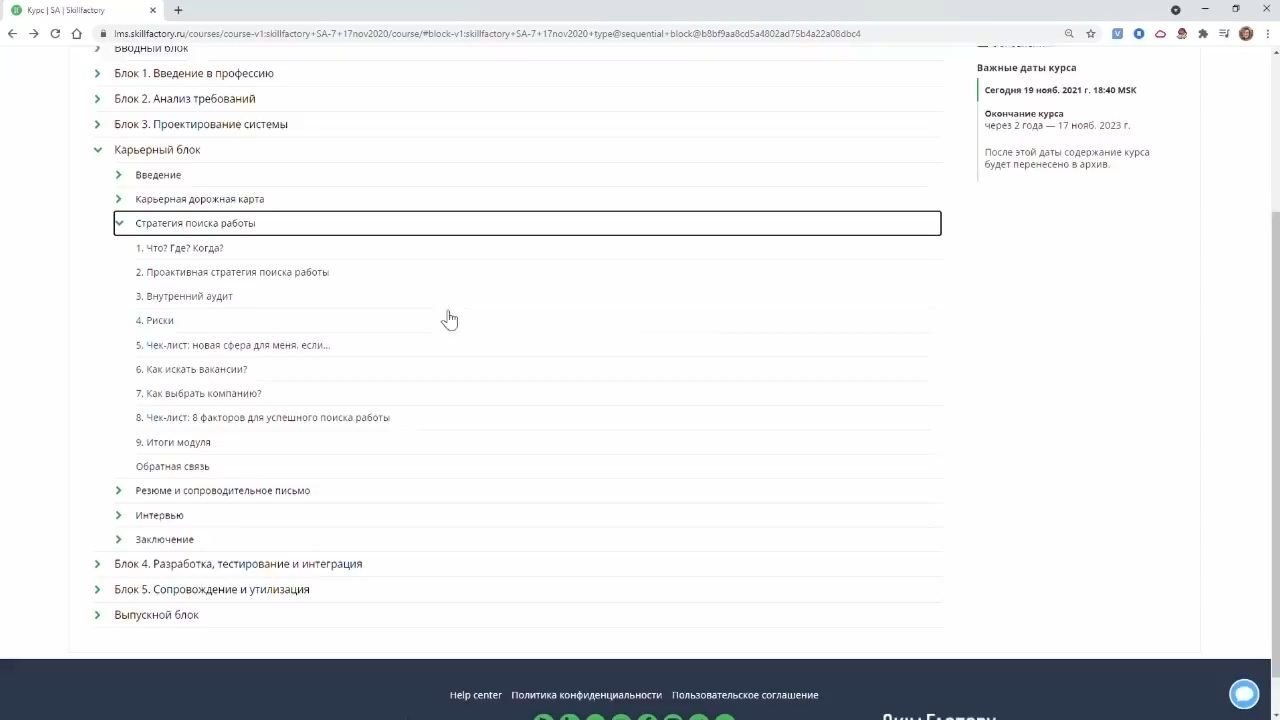 Курс | SA | Skillfactory
lms.skillfactory.ru/courses/course-v1:skillfactory+SA-7+17nov2020/course/#block-v1:skillfactory+SA-7+17nov2020+type@sequential+block@b8bf9aa8cd5a4802ad75b4a22a08dbc4
Вводный блок
Блок 1. Введение в профессию
Блок 2. Анализ требований
Блок 3. Проектирование системы
Карьерный блок
Введение
Карьерная дорожная карта
Стратегия поиска работы
1. Что? Где? Когда?
2. Проактивная стратегия поиска работы
3. Внутренний аудит
4. Риски
5. Чек-лист: новая сфера для меня, если...
6. Как искать вакансии?
7. Как выбрать компанию?
8. Чек-лист: 8 факторов для успешного поиска работы
9. Итоги модуля
Обратная связь
Резюме и сопроводительное письмо
Интервью
Заключение
Блок 4. Разработка, тестирование и интеграция
Блок 5. Сопровождение и утилизация
Выпускной блок
Важные даты курса
Сегодня 19 нояб. 2021 г. 18:40 MSK
Окончание курса
через 2 года — 17 нояб. 2023 г.
После этой даты содержание курса
будет перенесено в архив.
Help center Политика конфиденциальности Пользовательское соглашение
SKILLFACTORY